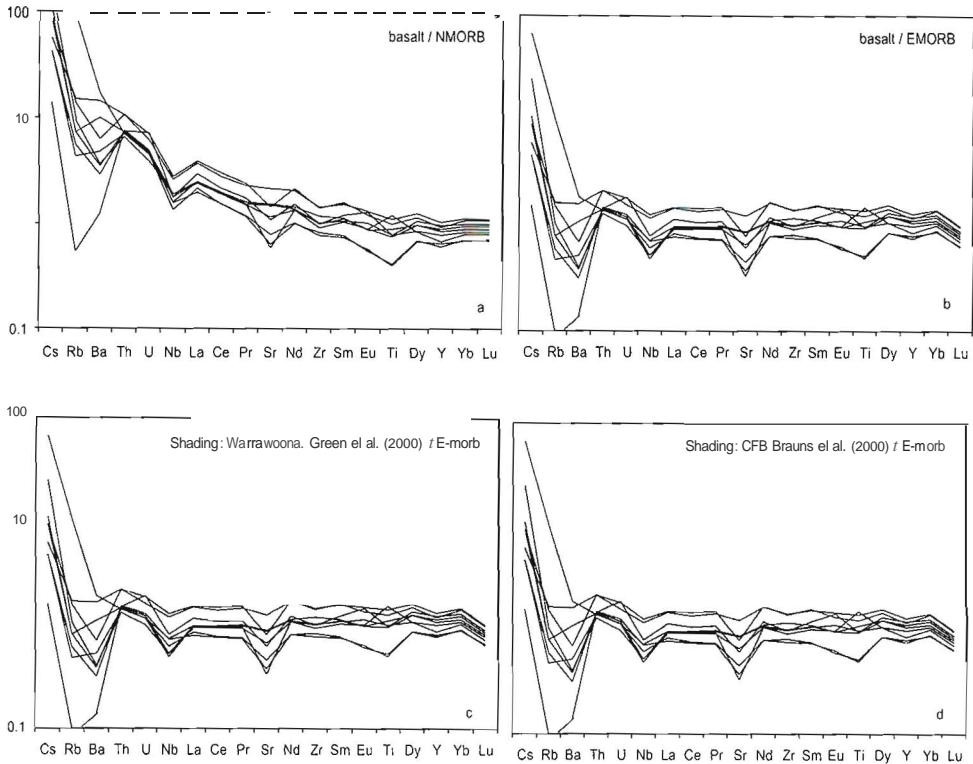 100
10
0.1
basalt / NMORB
a
Cs Rb Ba Th U Nb La Ce Pr Sr Nd Zr Sm Eu Ti Dy Y Yb Lu
basalt / EMORB
b
Cs Rb Ba Th U Nb La Ce Pr Sr Nd Zr Sm Eu Ti Dy Y Yb Lu
100
10
0.1
Shading: Warrawoona. Green el al. (2000) t E-morb
c
Cs Rb Ba Th U Nb La Ce Pr Sr Nd Zr Sm Eu Ti Dy Y Yb Lu
Shading: CFB Brauns el al. (2000) t E-morb
d
Cs Rb Ba Th U Nb La Ce Pr Sr Nd Zr Sm Eu Ti Dy Y Yb Lu